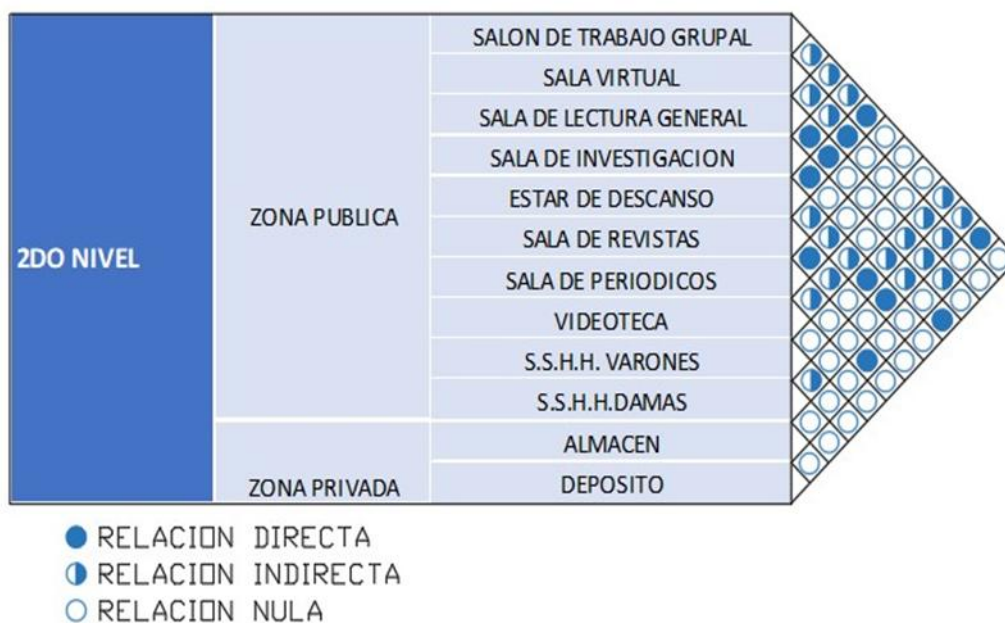 SALON DE TRABAJO GRUPAL
SALA VIRTUAL
SALA DE LECTURA GENERAL
SALA DE INVESTIGACION
ESTAR DE DESCANSO
ZONA PUBLICA
SALA DE REVISTAS
2DO NIVEL
SALA DE PERIODICOS
VIDEOTECA
S.S.H.H. VARONES
S.S.H.H.DAMAS
ALMACEN
ZONA PRIVADA
DEPOSITO
RELACION DIRECTA
RELACION INDIRECTA
RELACION NULA